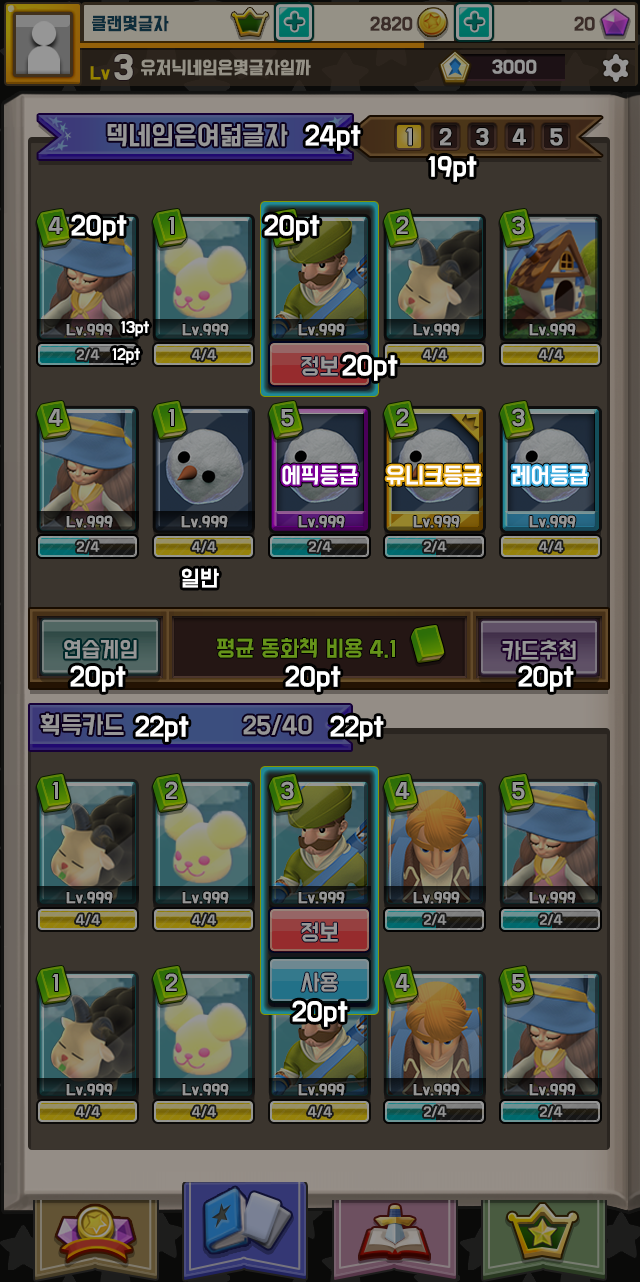 클랜몇글자 2820 20
Lv 3 유저닉네임은몇글자일까 3000
덱네임은여덟글자 24pt 1 2 3 4 5
19pt
4 20pt 1 20pt 2 3
Lv.999 13pt Lv.999 Lv.999 Lv.999 Lv.999
2/4 12pt 4/4 정보 20pt 4/4 4/4
4 1 5 2 3
에픽등급 유니크등급 레어등급
Lv.999 Lv.999 Lv.999 Lv.999 Lv.999
2/4 4/4 2/4 2/4 4/4
일반
연습게임 평균 동화책 비용 4.1 카드추천
20pt 20pt 20pt
획득카드 22pt 25/40 22pt
1 2 3 4 5
Lv.999 Lv.999 Lv.999 Lv.999 Lv.999
4/4 4/4 정보 2/4 2/4
1 2 사용 4 5
20pt
Lv.999 Lv.999 Lv.999 Lv.999 Lv.999
4/4 4/4 4/4 2/4 2/4